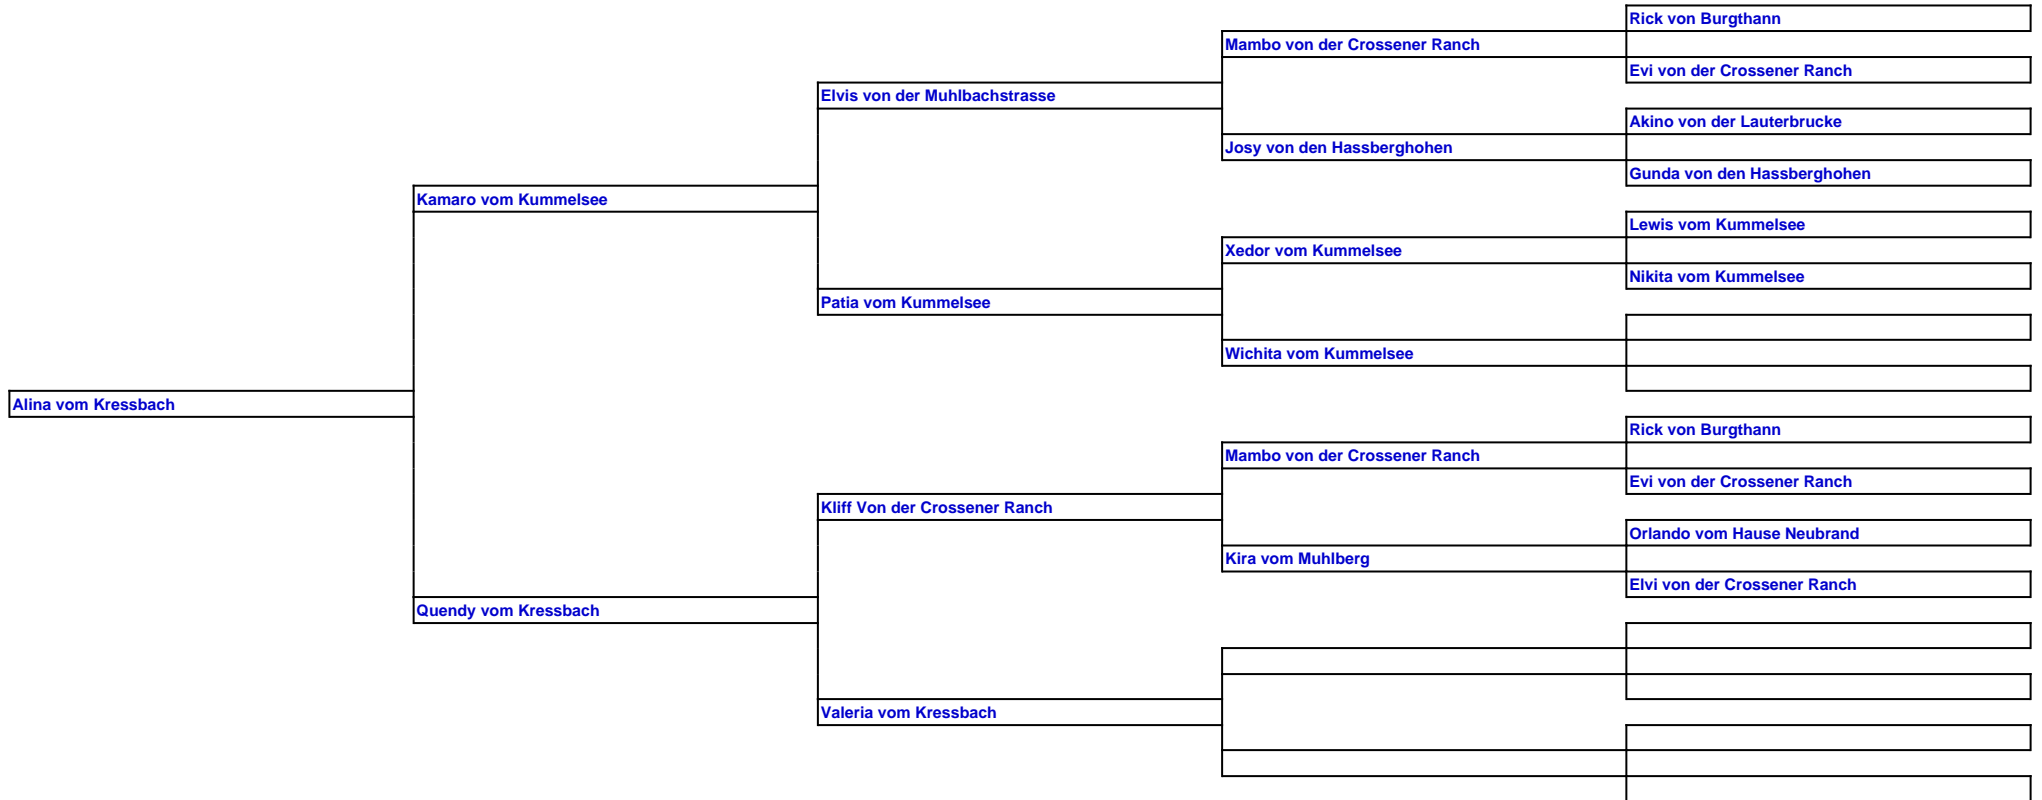 Rick von Burgthann
Mambo von der Crossener Ranch
Evi von der Crossener Ranch
Elvis von der Muhlbachstrasse
Akino von der Lauterbrucke
Josy von den Hassberghohen
Gunda von den Hassberghohen
Kamaro vom Kummelsee
Lewis vom Kummelsee
Xedor vom Kummelsee
Nikita vom Kummelsee
Patia vom Kummelsee
Wichita vom Kummelsee
Alina vom Kressbach
Rick von Burgthann
Mambo von der Crossener Ranch
Evi von der Crossener Ranch
Kliff Von der Crossener Ranch
Orlando vom Hause Neubrand
Kira vom Muhlberg
Elvi von der Crossener Ranch
Quendy vom Kressbach
Valeria vom Kressbach